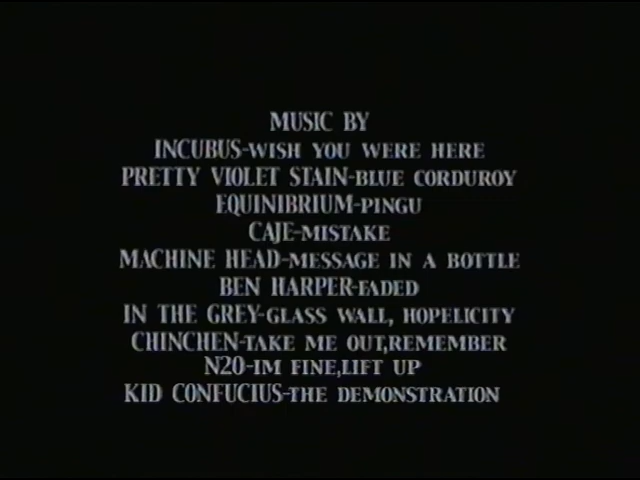 MUSIC BY
INCUBUS-WISH YOU WERE HERE
PRETTY VIOLET STAIN-BLUE CORDUROY
EQUINIBRIUM-PINGU
CAJE-MISTAKE
MACHINE HEAD-MESSAGE IN A BOTTLE
BEN HARPER-FADED
IN THE GREY-GLASS WALL, HOPELICITY
CHINCHEN-TAKE ME OUT,REMEMBER
N20-IM FINE,LIFT UP
KID CONFUCIUS-THE DEMONSTRATION